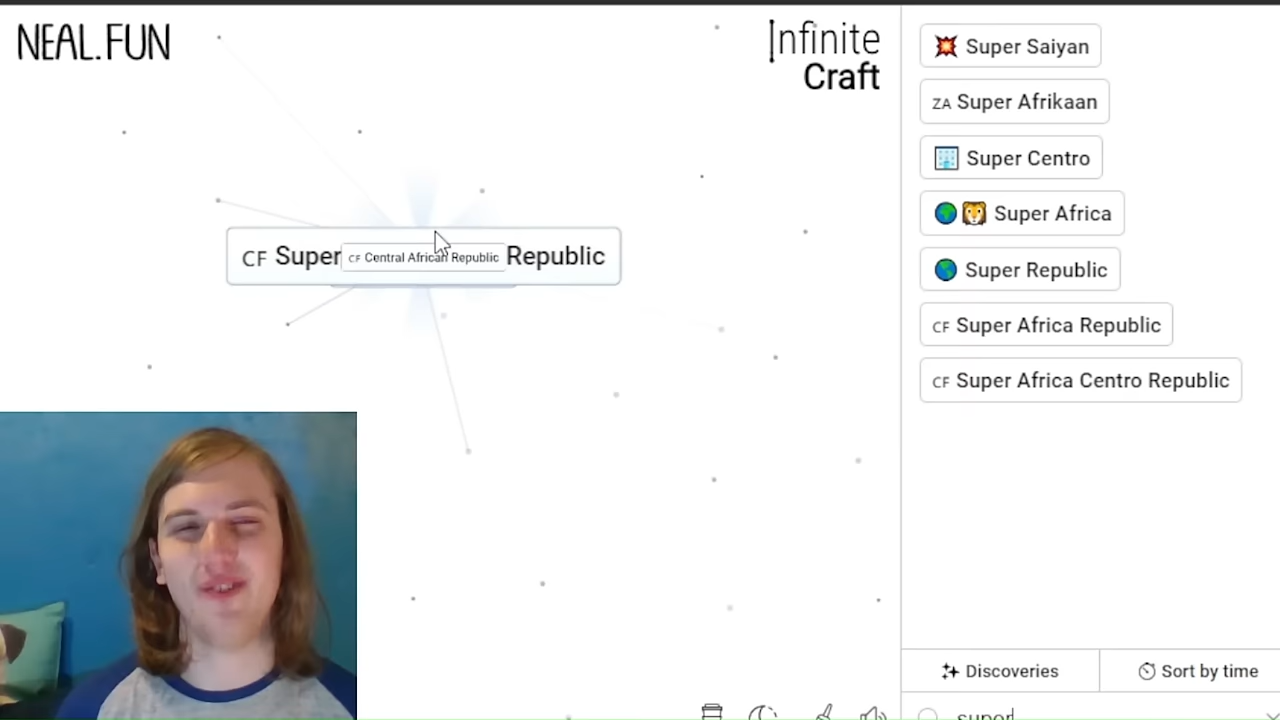 NEAL.FUN
Infinite
Craft
CF Super
CF Central African Republic
Republic
Super Saiyan
ZA Super Afrikaan
Super Centro
Super Africa
Super Republic
CF Super Africa Republic
CF Super Africa Centro Republic
Discoveries
Sort by time
super